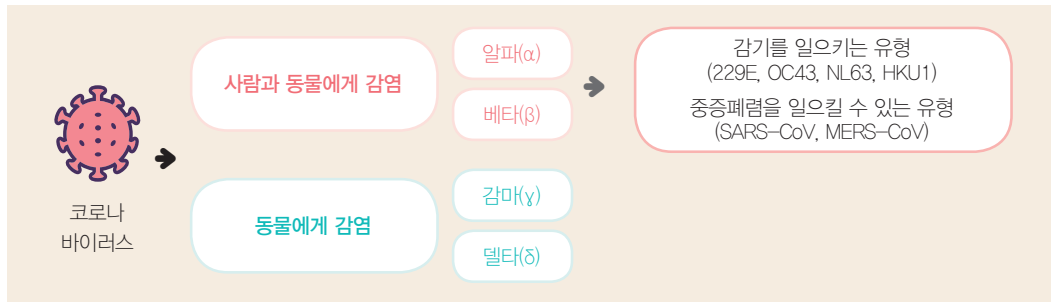 코로나
바이러스
사람과 동물에게 감염
알파(α)
베타(β)
감기를 일으키는 유형
(229E, OC43, NL63, HKU1)
중증폐렴을 일으킬 수 있는 유형
(SARS-CoV, MERS-CoV)
동물에게 감염
감마(γ)
델타(δ)